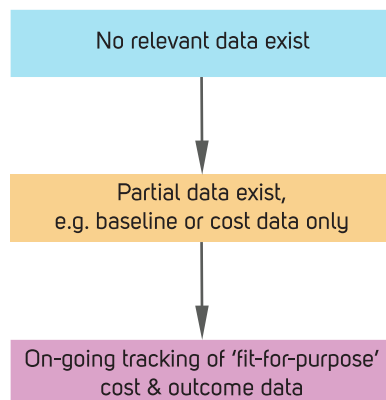 No relevant data exist
Partial data exist,
e.g. baseline or cost data only
On-going tracking of ‘fit-for-purpose’
cost & outcome data